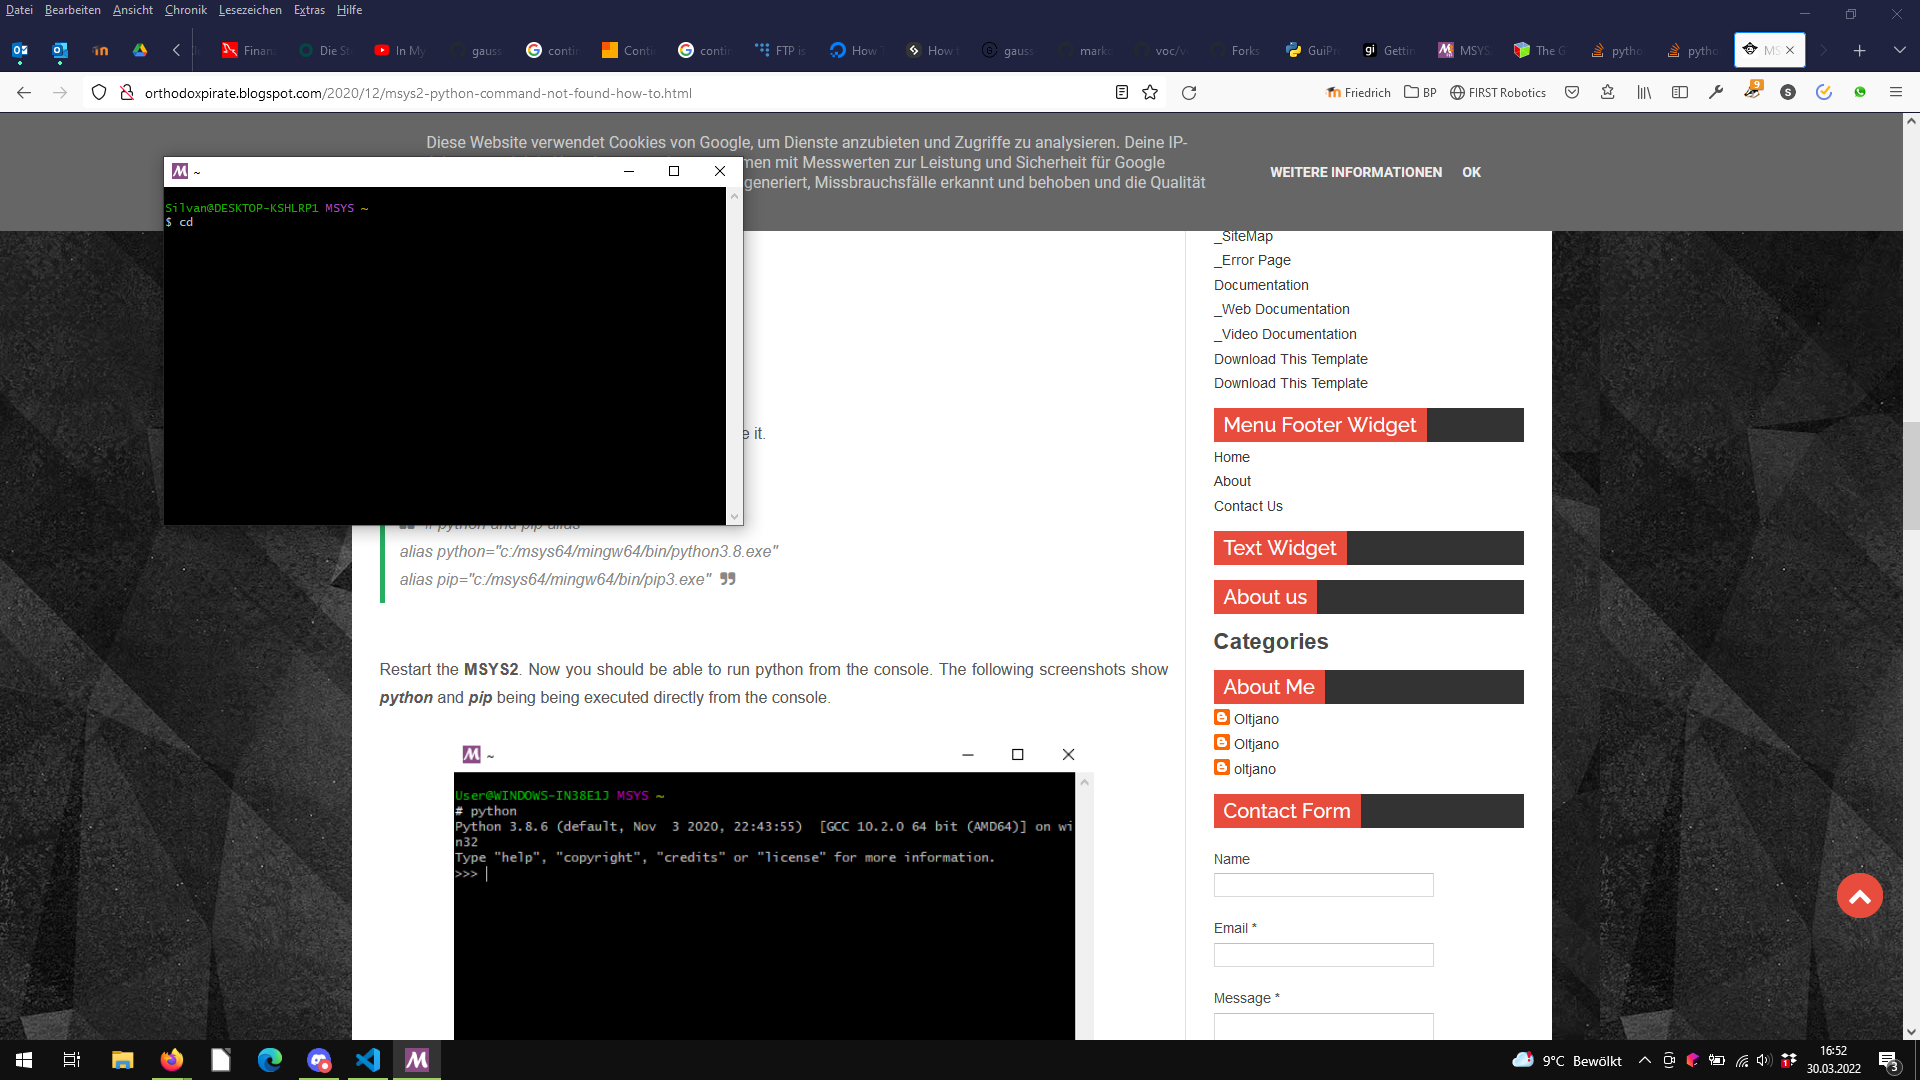 Datei Bearbeiten Ansicht Chronik Lesezeichen Extras Hilfe
Finan Die St In My gauss contin Contin contin FTP is How T How t gauss marko voc/v Forks GuiPr Gettin MSYS The G pytho pytho MS
orthodoxpirate.blogspot.com/2020/12/msys2-python-command-not-found-how-to.html
Friedrich BP FIRST Robotics 9
Diese Website verwendet Cookies von Google, um Dienste anzubieten und Zugriffe zu analysieren. Deine IP-
men mit Messwerten zur Leistung und Sicherheit für Google
generiert, Missbrauchsfälle erkannt und behoben und die Qualität
WEITERE INFORMATIONEN OK
~
Silvan@DESKTOP-KSHLRP1 MSYS ~
$ cd
e it.
# python and pip alias
alias python="c:/msys64/mingw64/bin/python3.8.exe"
alias pip="c:/msys64/mingw64/bin/pip3.exe"
Restart the MSYS2. Now you should be able to run python from the console. The following screenshots show
python and pip being being executed directly from the console.
~
User@WINDOWS-IN38E1J MSYS ~
# python
Python 3.8.6 (default, Nov  3 2020, 22:43:55)  [GCC 10.2.0 64 bit (AMD64)] on wi
n32
Type "help", "copyright", "credits" or "license" for more information.
>>>
_SiteMap
_Error Page
Documentation
_Web Documentation
_Video Documentation
Download This Template
Download This Template
Menu Footer Widget
Home
About
Contact Us
Text Widget
About us
Categories
About Me
Oltjano
Oltjano
oltjano
Contact Form
Name
Email *
Message *
9°C Bewölkt
16:52
30.03.2022
3